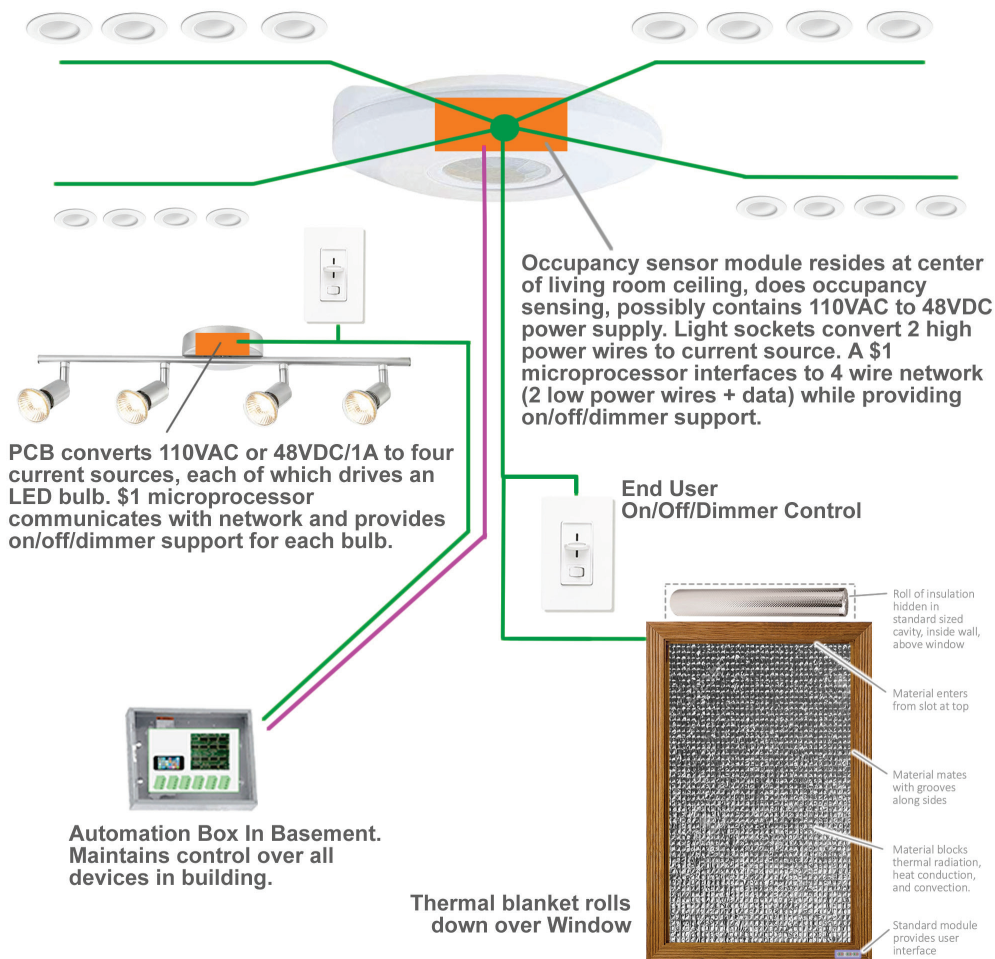 Occupancy sensor module resides at center
of living room ceiling, does occupancy
sensing, possibly contains 110VAC to 48VDC
power supply. Light sockets convert 2 high
power wires to current source. A $1
microprocessor interfaces to 4 wire network
(2 low power wires + data) while providing
on/off/dimmer support.
PCB converts 110VAC or 48VDC/1A to four
current sources, each of which drives an
LED bulb. $1 microprocessor
communicates with network and provides
on/off/dimmer support for each bulb.
End User
On/Off/Dimmer Control
Roll of insulation
hidden in
standard sized
cavity, inside wall,
above window
Material enters
from slot at top
Material mates
with grooves
along sides
Material blocks
thermal radiation,
heat conduction,
and convection.
Standard module
provides user
interface
Automation Box In Basement.
Maintains control over all
devices in building.
Thermal blanket rolls
down over Window